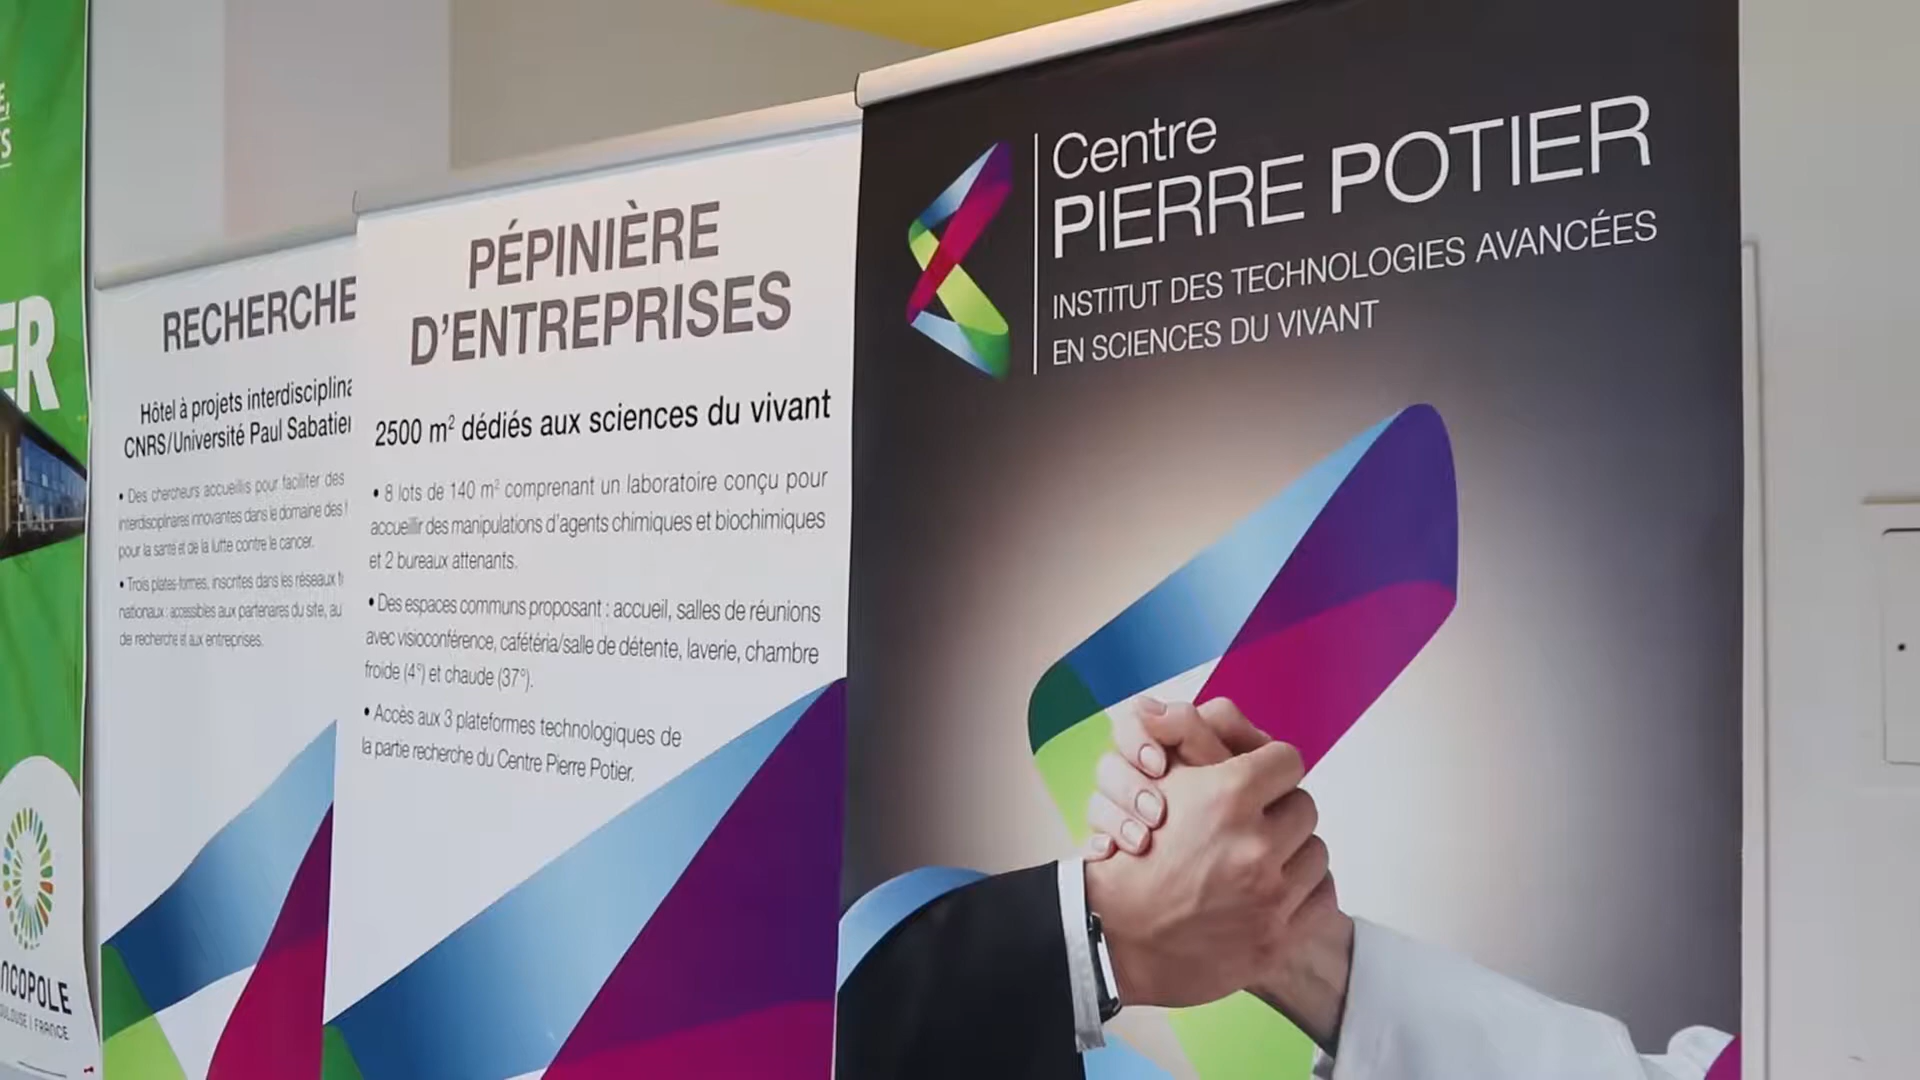 ER
NCOPOLE
TOULOUSE | FRANCE
RECHERCHE
Hôtel à projets
CNRS/Université Paul Sabatier
• Des chercheurs accueillis pour faciliter des
interdisciplinaires innovantes dans le domaine des
pour la santé et de la lutte contre le cancer.
• Trois plates-formes, inscrites dans les réseaux
nationaux : accessibles aux partenaires du site, au
de recherche et aux entreprises.
PÉPINIÈRE
D'ENTREPRISES
2500 m² dédiés aux sciences du vivant
• 8 lots de 140 m² comprenant un laboratoire conçu pour
accueillir des manipulations d'agents chimiques et biochimiques
et 2 bureaux attenants.
• Des espaces communs proposant : accueil, salles de réunions
avec visioconférence, cafétéria/salle de détente, laverie, chambre
froide (4°) et chaude (37°).
• Accès aux 3 plateformes technologiques de
la partie recherche du Centre Pierre Potier.
Centre
PIERRE POTIER
INSTITUT DES TECHNOLOGIES AVANCÉES
EN SCIENCES DU VIVANT